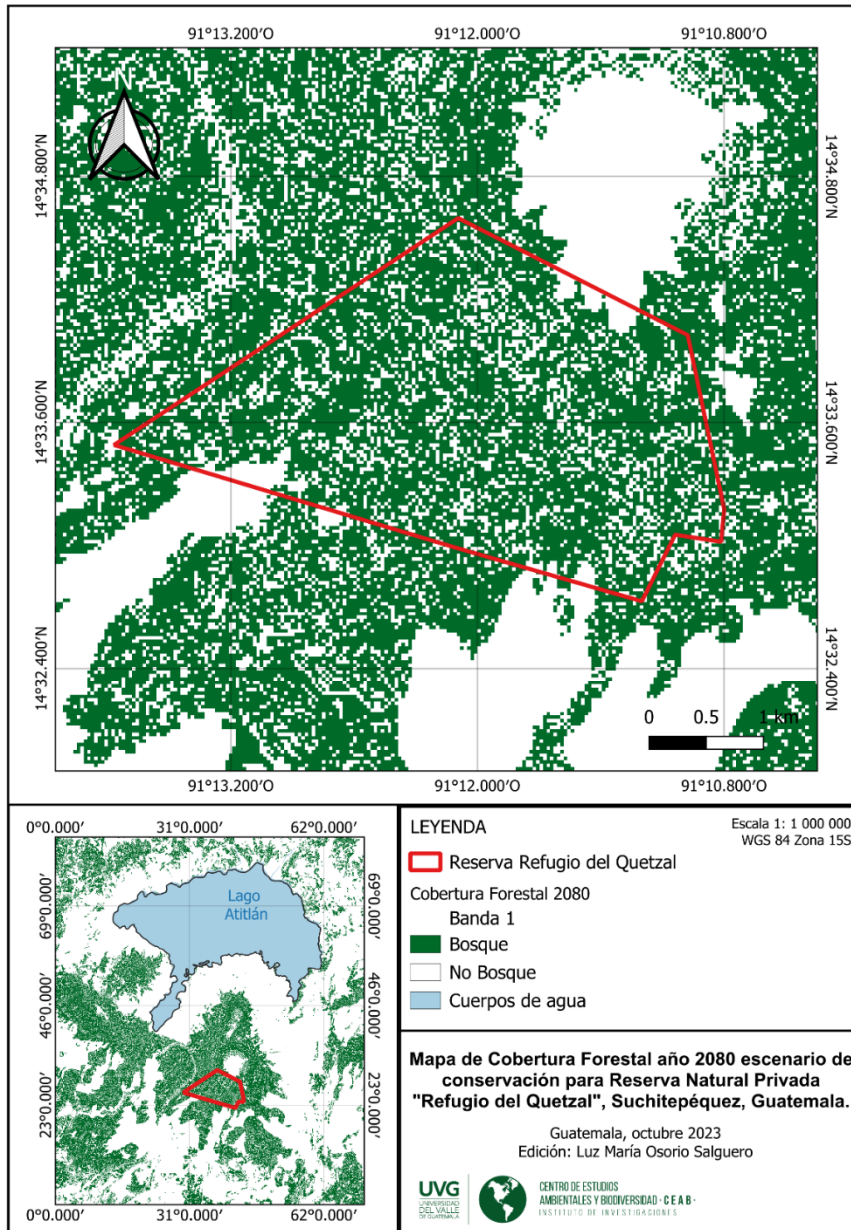 91°13.200′O 91°12.000′O 91°10.800′O
N
14°34.800′N
14°33.600′N
14°32.400′N
14°34.800′N
14°33.600′N
14°32.400′N
0 0.5 1 km
91°13.200′O 91°12.000′O 91°10.800′O
0°0.000′ 31°0.000′ 62°0.000′
69°0.000′
46°0.000′
23°0.000′
Lago
Atitlán
69°0.000′
46°0.000′
23°0.000′
0°0.000′ 31°0.000′ 62°0.000′
LEYENDA
Escala 1: 1 000 000
WGS 84 Zona 15S
Reserva Refugio del Quetzal
Cobertura Forestal 2080
Banda 1
Bosque
No Bosque
Cuerpos de agua
Mapa de Cobertura Forestal año 2080 escenario de
conservación para Reserva Natural Privada
"Refugio del Quetzal", Suchitepéquez, Guatemala.
Guatemala, octubre 2023
Edición: Luz María Osorio Salguero
UVG
UNIVERSIDAD
DEL VALLE
DE GUATEMALA
CENTRO DE ESTUDIOS
AMBIENTALES Y BIODIVERSIDAD · CEAB ·
INSTITUTO DE INVESTIGACIONES